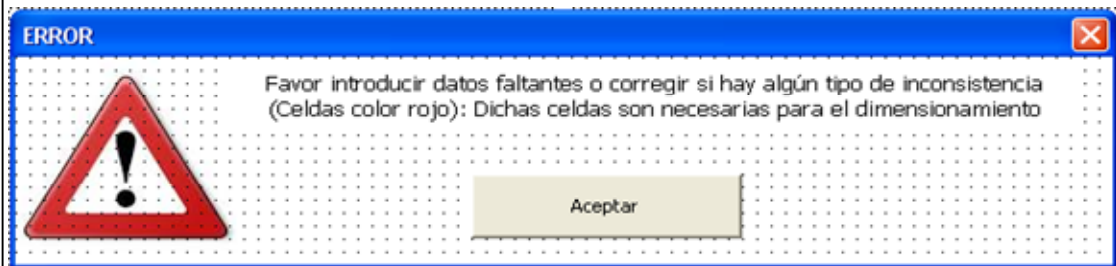 ERROR
Favor introducir datos faltantes o corregir si hay algún tipo de inconsistencia
(Celdas color rojo): Dichas celdas son necesarias para el dimensionamiento
Aceptar